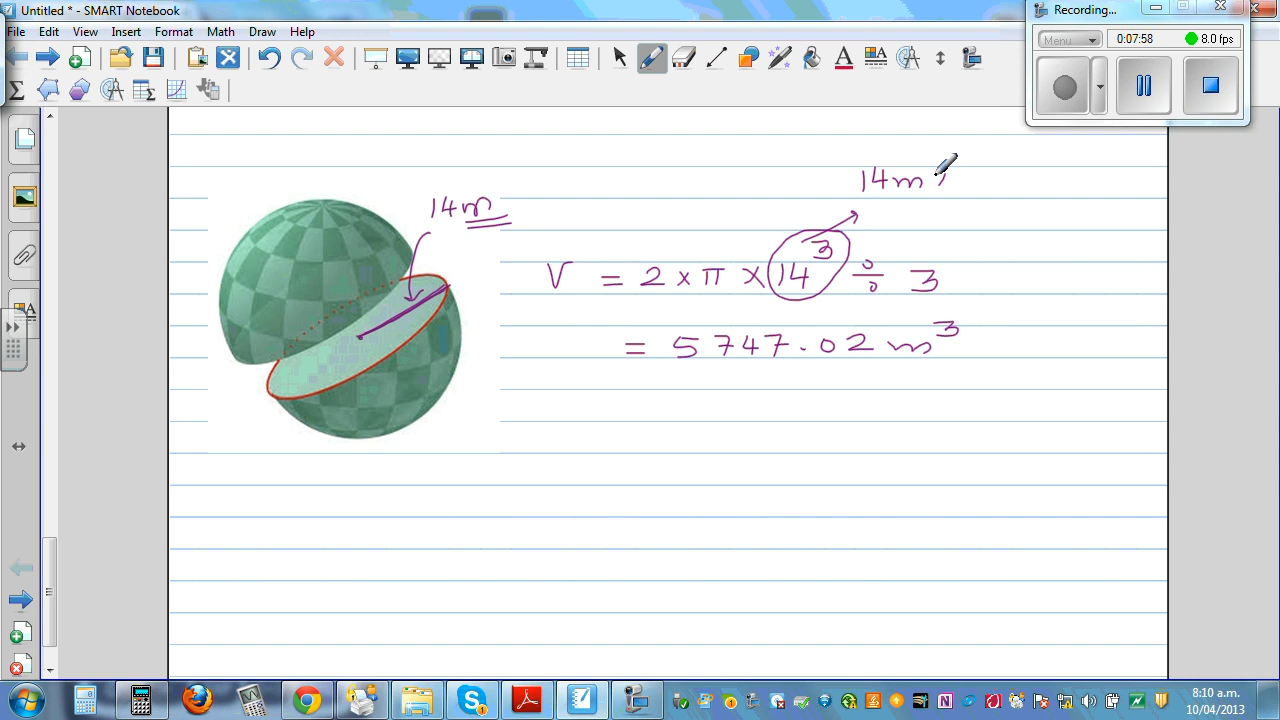 Untitled * - SMART Notebook
File Edit View Insert Format Math Draw Help
Recording...
Menu 0:07:58 8.0 fps
14m
14m
V = 2 × π × 14³ ÷ 3
= 5747.02 m³
8:10 a.m.
10/04/2013